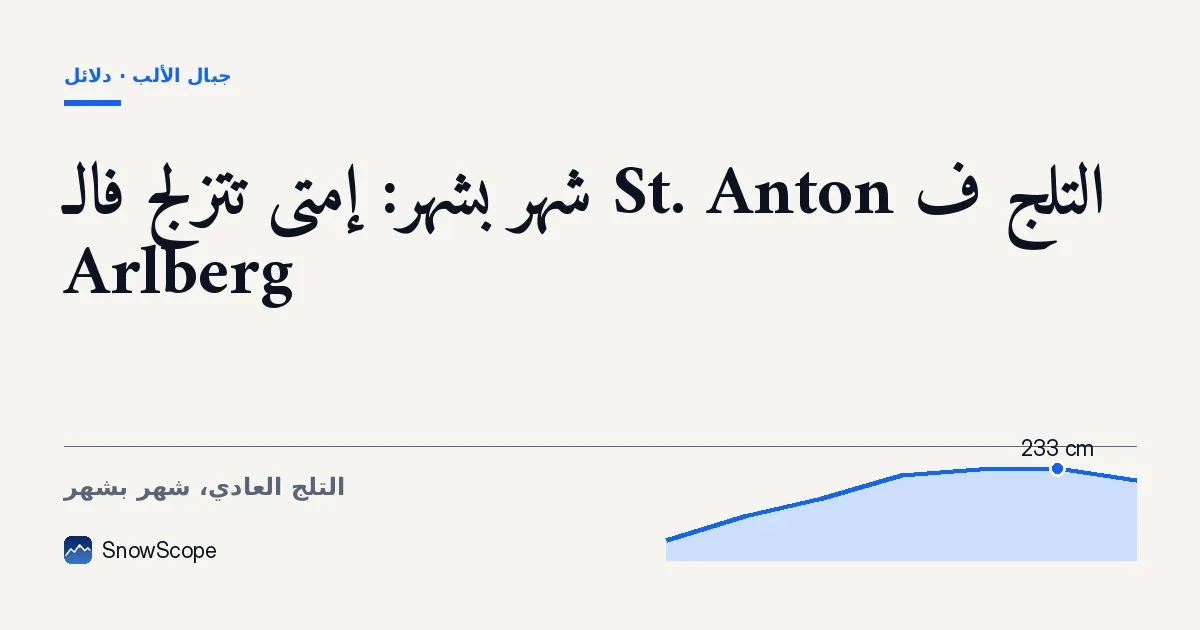 جبال الألب · دلائل
التلج ف St. Anton شهر بشهر: إمتى تتزلج فالـ
Arlberg
233 cm
التلج العادي، شهر بشهر
SnowScope